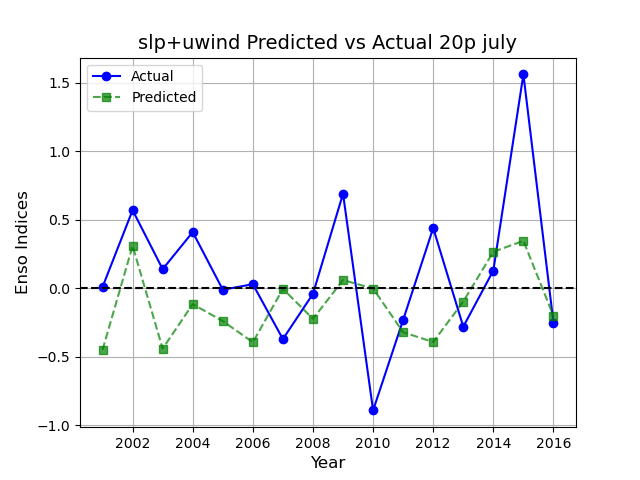 slp+uwind Predicted vs Actual 20p july
Actual
Predicted
1.5
1.0
0.5
0.0
−0.5
−1.0
Enso Indices
2002 2004 2006 2008 2010 2012 2014 2016
Year